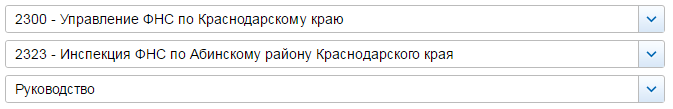 2300 - Управление ФНС по Краснодарскому краю
2323 - Инспекция ФНС по Абинскому району Краснодарского края
Руководство